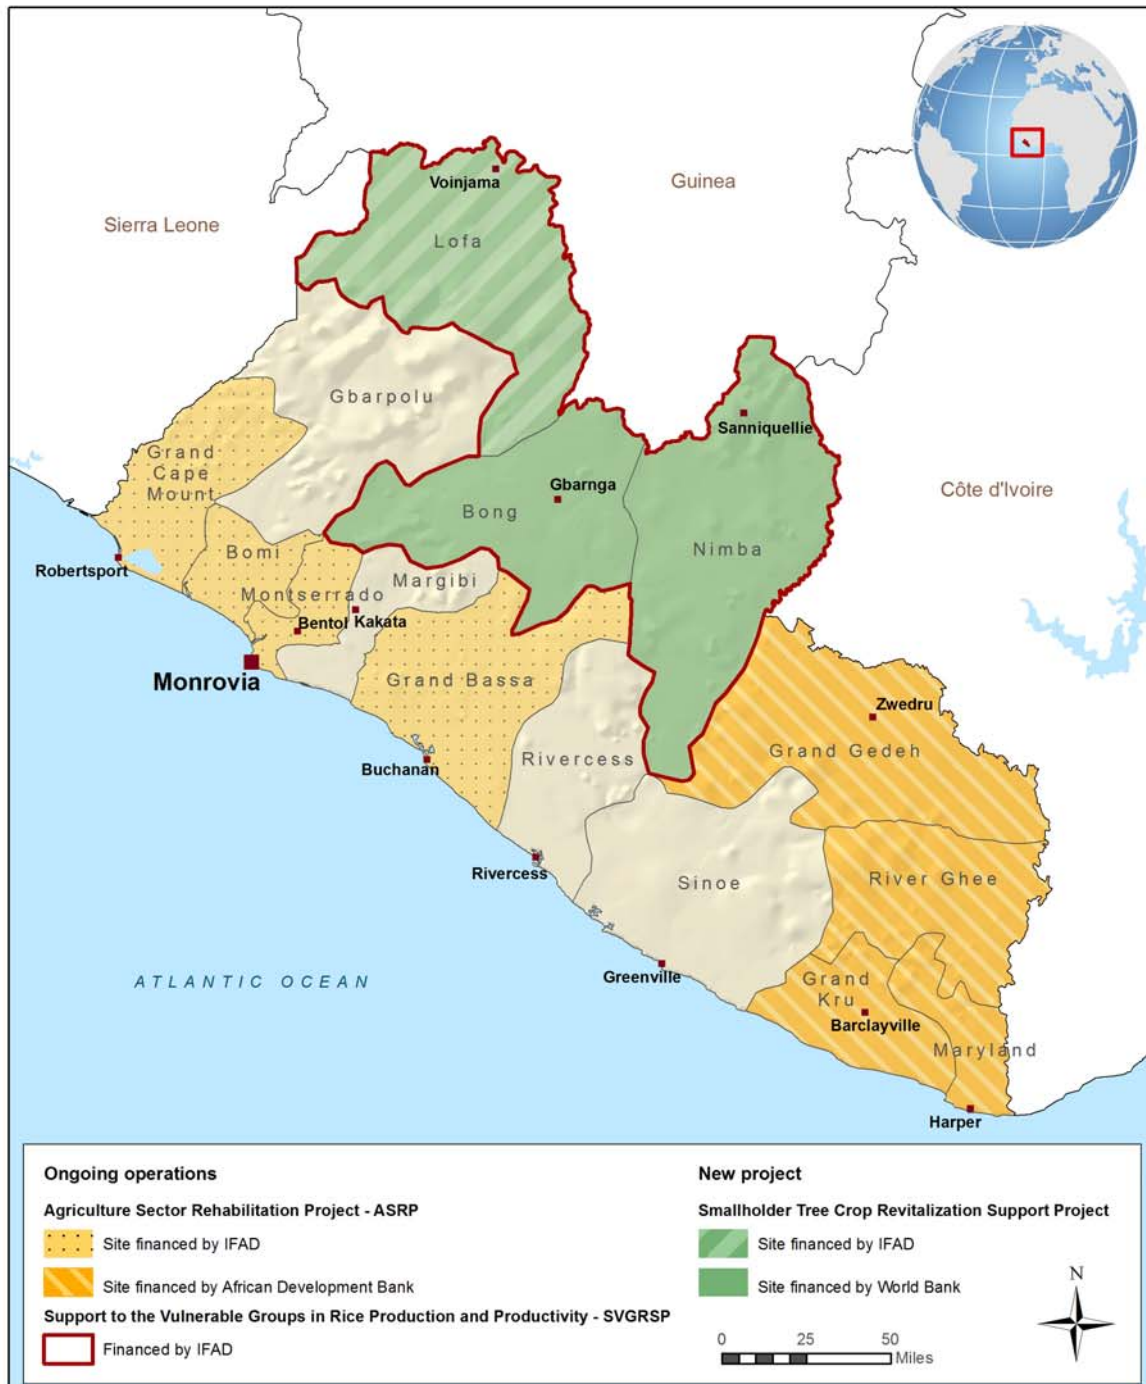 Voinjama
Guinea
Sierra Leone
Lofa
Gbarpolu
Sanniquellie
Grand
Cape
Mount
Gbarnga
Côte d'Ivoire
Bong
Nimba
Bomi
Robertsport
Margibi
Montserrado
Bentol
Kakata
Monrovia
Grand Bassa
Zwedru
Grand Gedeh
Rivercess
Buchanan
Rivercess
Sinoe
River Ghee
Greenville
ATLANTIC OCEAN
Grand
Kru
Barclayville
Maryland
Harper
Ongoing operations
Agriculture Sector Rehabilitation Project - ASRP
Site financed by IFAD
Site financed by African Development Bank
Support to the Vulnerable Groups in Rice Production and Productivity - SVGRSP
Financed by IFAD
New project
Smallholder Tree Crop Revitalization Support Project
Site financed by IFAD
Site financed by World Bank
N
0 25 50
Miles